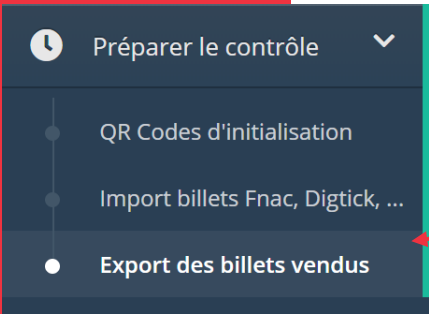 Préparer le contrôle
QR Codes d'initialisation
Import billets Fnac, Digtick, ...
Export des billets vendus